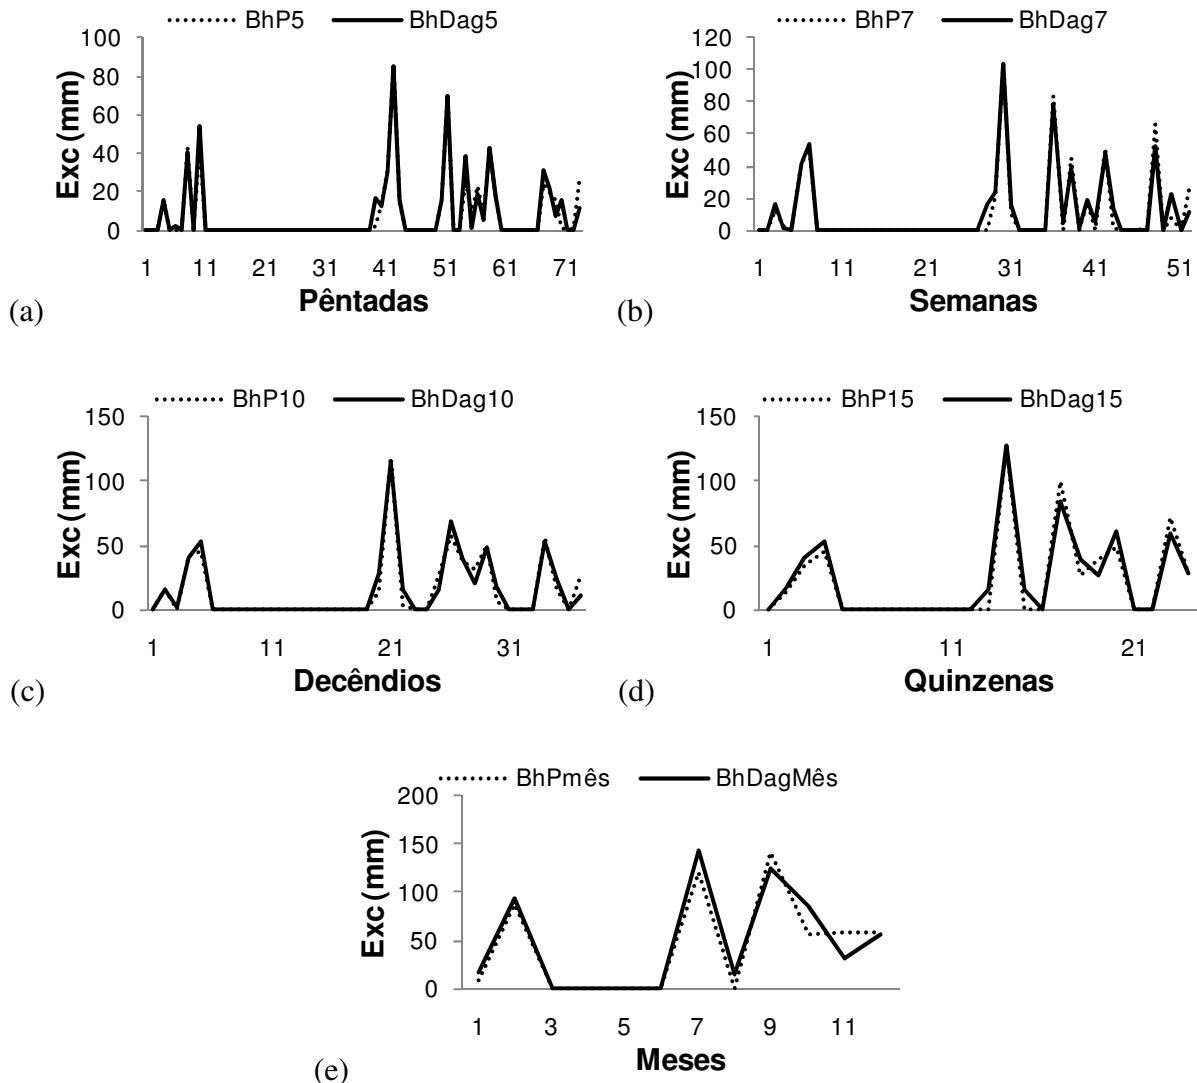 BhP5 BhDag5
Exc (mm)
100
80
60
40
20
0
1 11 21 31 41 51 61 71
Pêntadas
(a)
BhP7 BhDag7
Exc (mm)
120
100
80
60
40
20
0
1 11 21 31 41 51
Semanas
(b)
BhP10 BhDag10
Exc (mm)
150
100
50
0
1 11 21 31
Decêndios
(c)
BhP15 BhDag15
Exc (mm)
150
100
50
0
1 11 21
Quinzenas
(d)
BhPmês BhDagMês
Exc (mm)
200
150
100
50
0
1 3 5 7 9 11
Meses
(e)